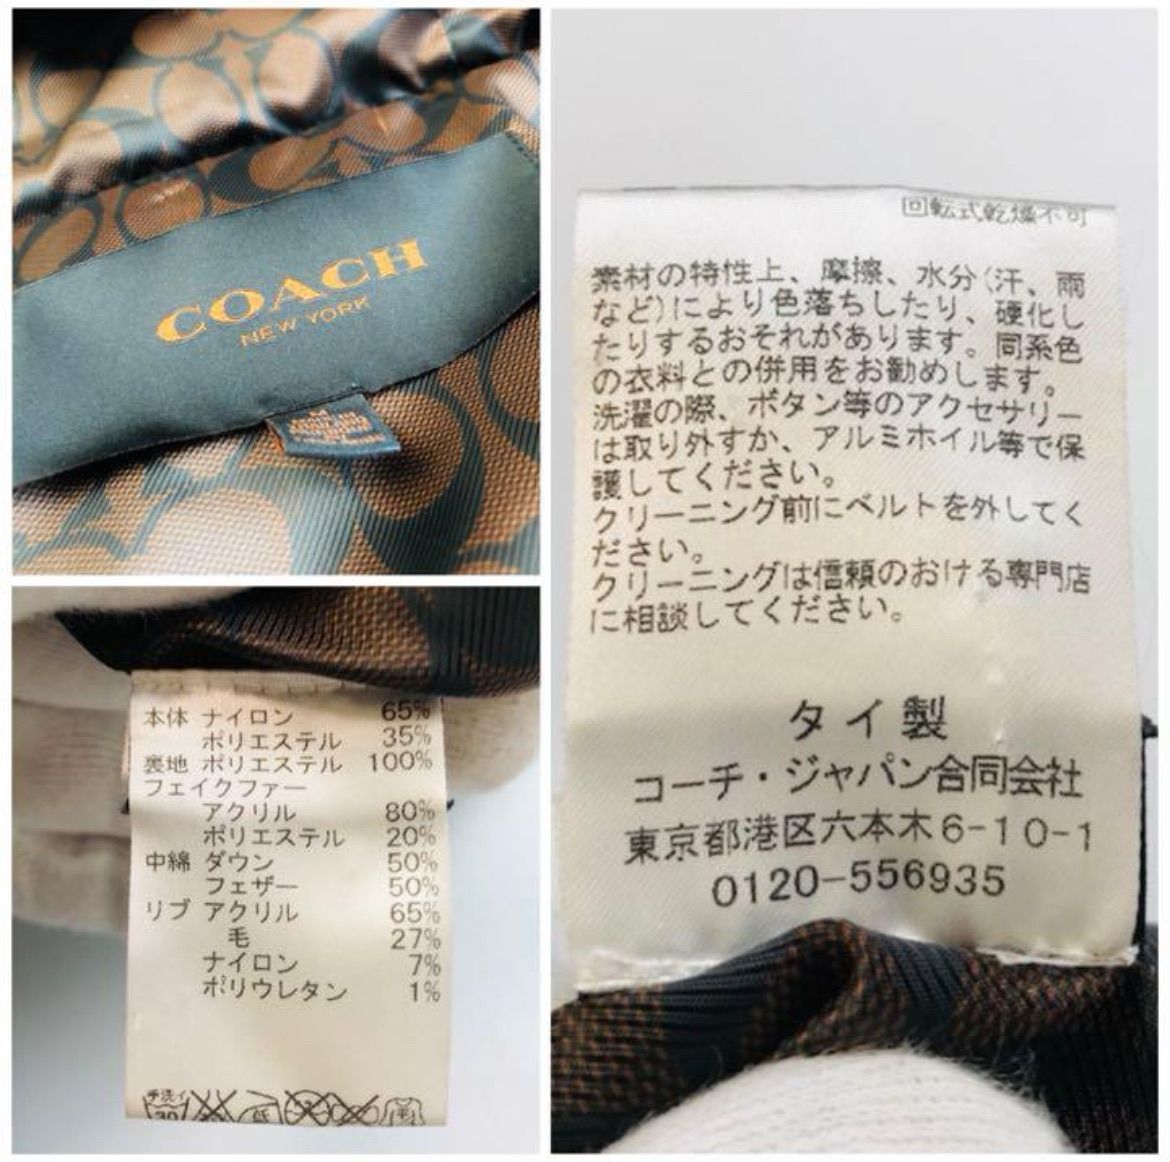 COACH
NEW YORK
本体 ナイロン 65%
ポリエステル 35%
裏地 ポリエステル 100%
フェイクファー
アクリル 80%
ポリエステル 20%
中綿 ダウン 50%
フェザー 50%
リブ アクリル 65%
毛 27%
ナイロン 7%
ポリウレタン 1%
手洗イ
30 低 平
回転式乾燥不可
素材の特性上、摩擦、水分(汗、雨
など)により色落ちしたり、硬化し
たりするおそれがあります。同系色
の衣料との併用をお勧めします。
洗濯の際、ボタン等のアクセサリー
は取り外すか、アルミホイル等で保
護してください。
クリーニング前にベルトを外してく
ださい。
クリーニングは信頼のおける専門店
に相談してください。
タイ製
コーチ・ジャパン合同会社
東京都港区六本木6-10-1
0120-556935